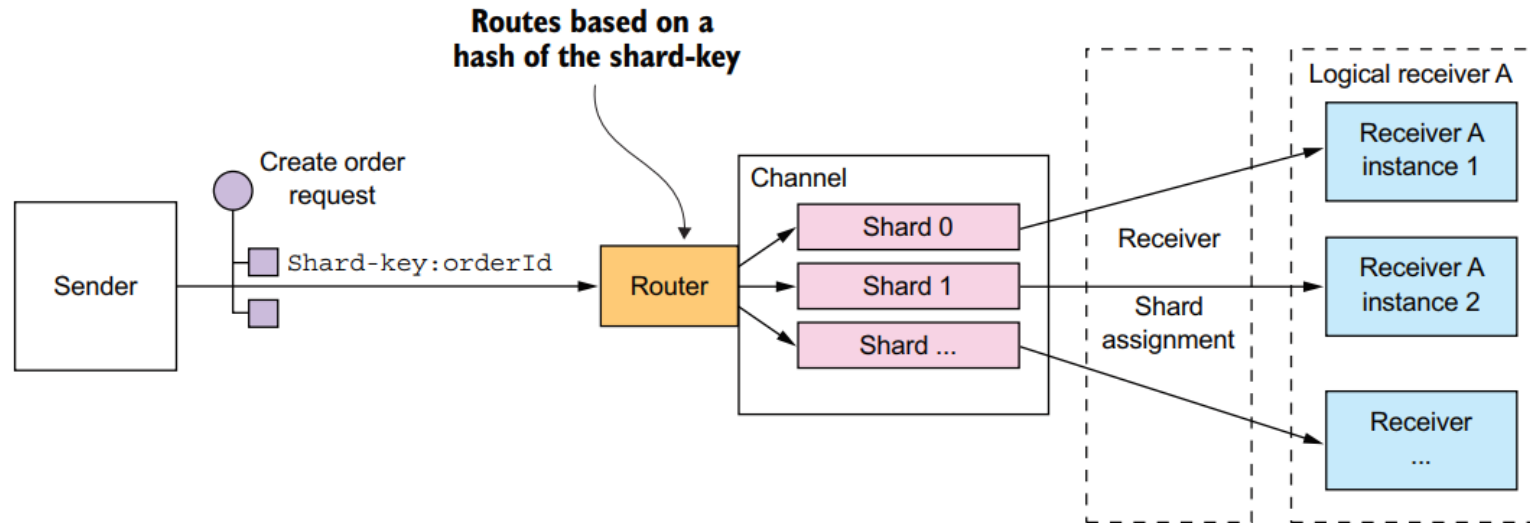 Routes based on a
hash of the shard-key
Create order
request
Sender
Shard-key:orderId
Router
Channel
Shard 0
Shard 1
Shard ...
Receiver
Shard
assignment
Logical receiver A
Receiver A
instance 1
Receiver A
instance 2
Receiver
...